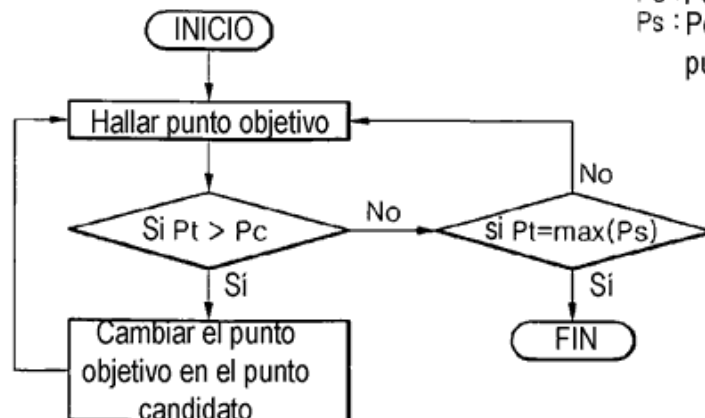 INICIO
Ps :
Hallar punto objetivo
No
Si Pt > Pc
No
si Pt=max(Ps)
Sí
Sí
Cambiar el punto
objetivo en el punto
candidato
FIN